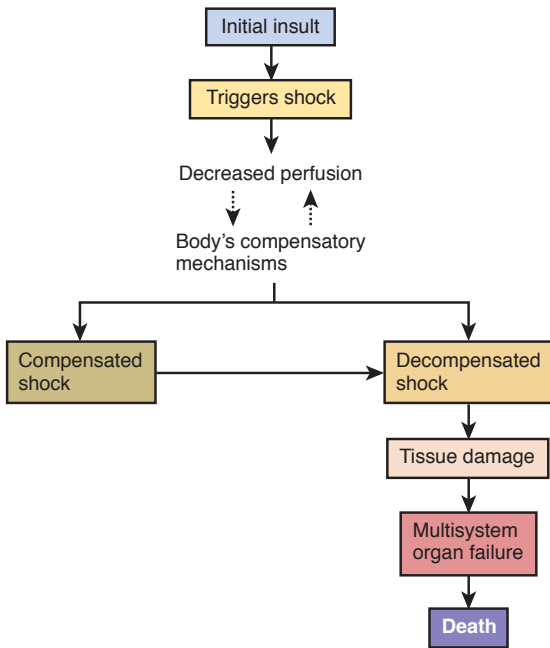 Initial insult
Triggers shock
Decreased perfusion
Body’s compensatory
mechanisms
Compensated
shock
Decompensated
shock
Tissue damage
Multisystem
organ failure
Death